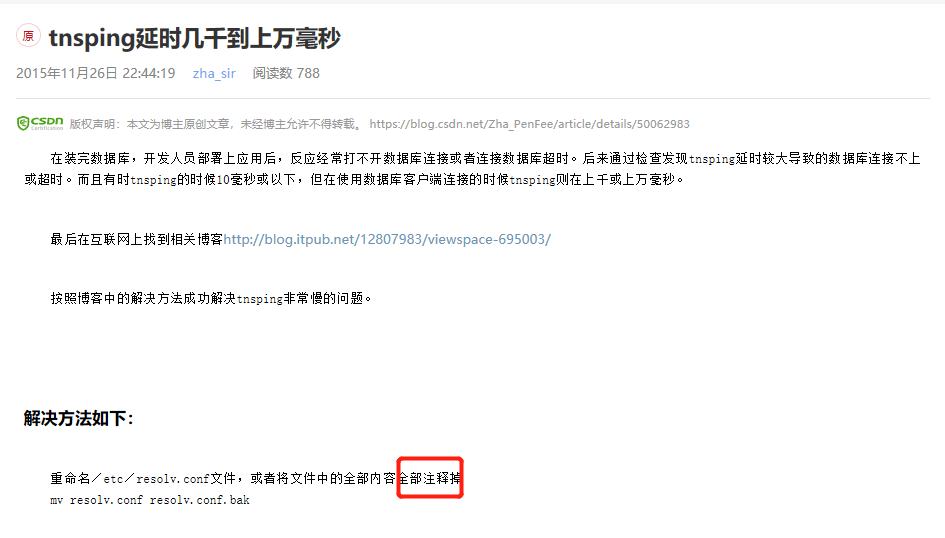 原 tnsping延时几千到上万毫秒
2015年11月26日 22:44:19 zha_sir 阅读数 788
CSDN Certification 版权声明：本文为博主原创文章，未经博主允许不得转载。 https://blog.csdn.net/Zha_PenFee/article/details/50062983
在装完数据库，开发人员部署上应用后，反应经常打不开数据库连接或者连接数据库超时。后来通过检查发现tnsping延时较大导致的数据库连接不上
或超时。而且有时tnsping的时候10毫秒或以下，但在使用数据库客户端连接的时候tnsping则在上千或上万毫秒。
最后在互联网上找到相关博客http://blog.itpub.net/12807983/viewspace-695003/
按照博客中的解决方法成功解决tnsping非常慢的问题。
解决方法如下：
重命名/etc/resolv.conf文件，或者将文件中的全部内容全部注释掉
mv resolv.conf resolv.conf.bak